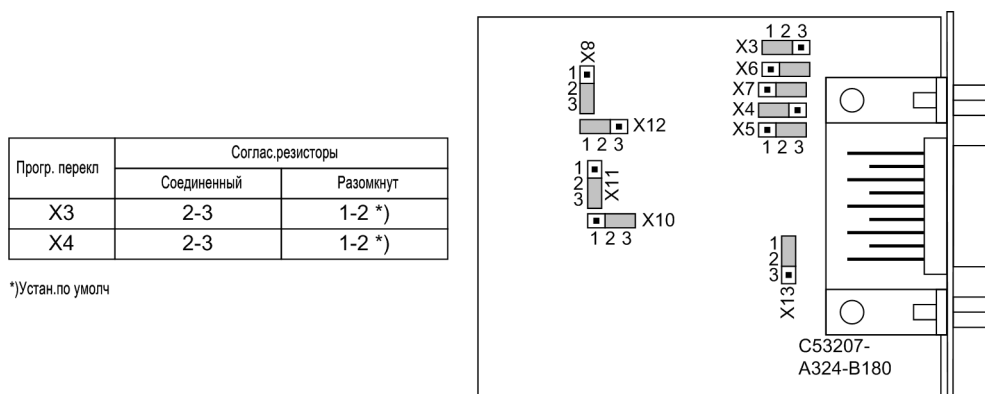 Прогр. перекл
Соглас.резисторы
Соединенный
Разомкнут
X3
2-3
1-2 *)
X4
2-3
1-2 *)
*)Устан.по умолч
X8
1
2
3
X12
1 2 3
1
2
3
X11
X10
1 2 3
1 2 3
X3
X6
X7
X4
X5
1 2 3
1
2
3
X13
C53207-
A324-B180